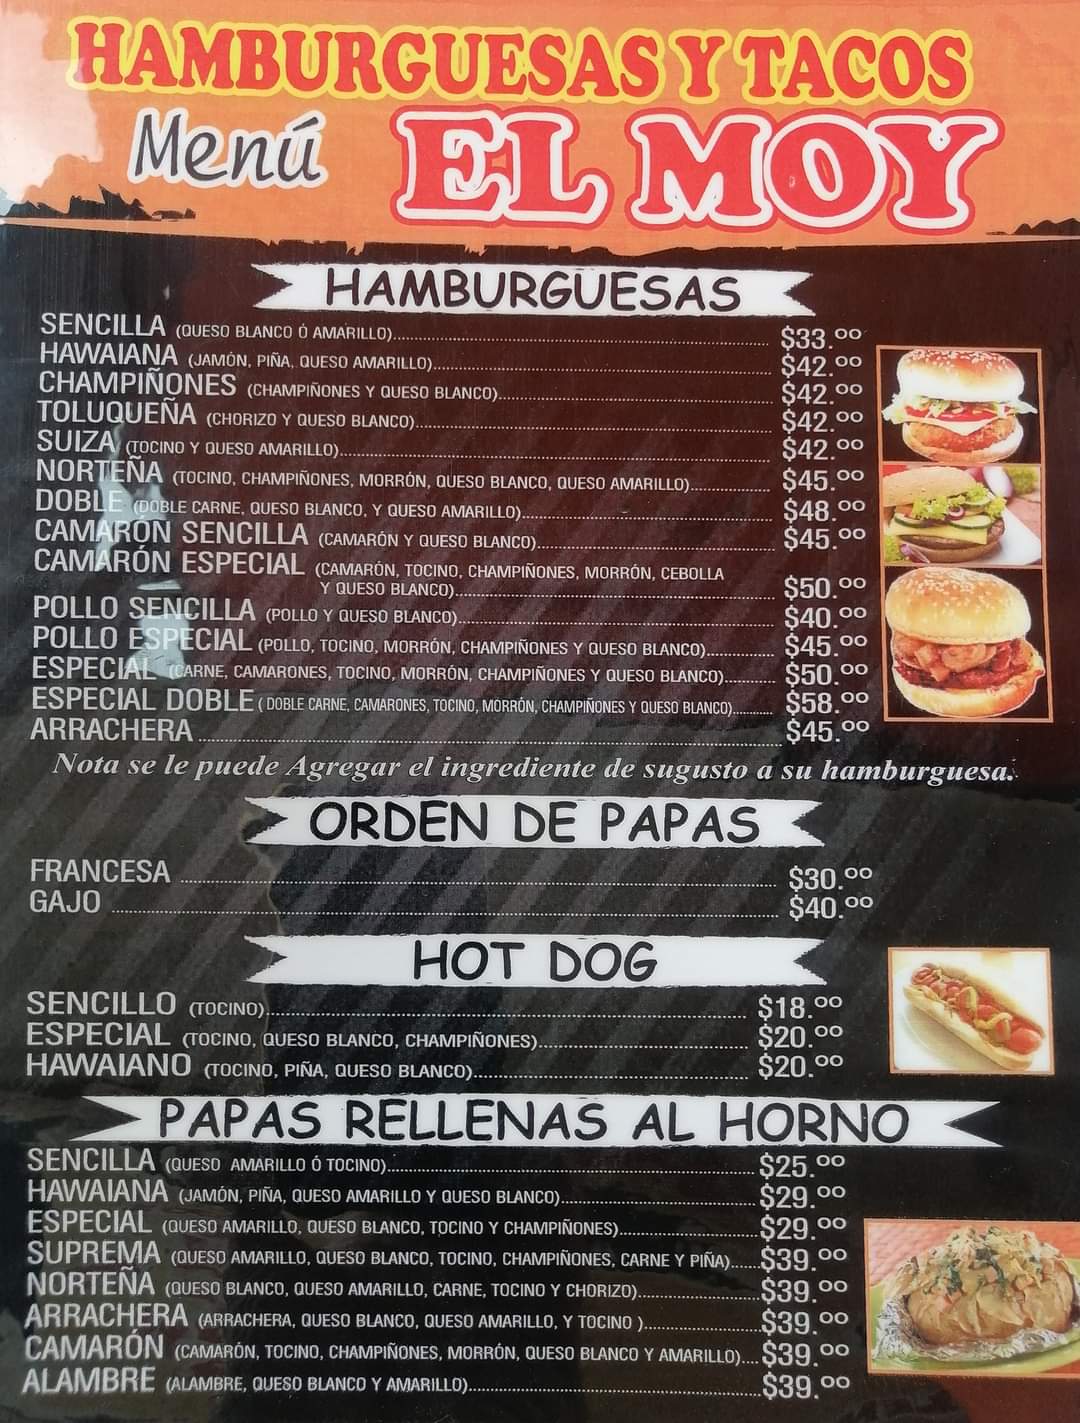 HAMBURGUESAS Y TACOS
Menú EL MOY
HAMBURGUESAS
SENCILLA (QUESO BLANCO Ó AMARILLO) $33.00
HAWAIANA (JAMÓN, PIÑA, QUESO AMARILLO) $42.00
CHAMPIÑONES (CHAMPIÑONES Y QUESO BLANCO) $42.00
TOLUQUEÑA (CHORIZO Y QUESO BLANCO) $42.00
SUIZA (TOCINO Y QUESO AMARILLO) $42.00
NORTEÑA (TOCINO, CHAMPIÑONES, MORRÓN, QUESO BLANCO, QUESO AMARILLO) $45.00
DOBLE (DOBLE CARNE, QUESO BLANCO, Y QUESO AMARILLO) $48.00
CAMARÓN SENCILLA (CAMARÓN Y QUESO BLANCO) $45.00
CAMARÓN ESPECIAL (CAMARÓN, TOCINO, CHAMPIÑONES, MORRÓN, CEBOLLA
Y QUESO BLANCO) $50.00
POLLO SENCILLA (POLLO Y QUESO BLANCO) $40.00
POLLO ESPECIAL (POLLO, TOCINO, MORRÓN, CHAMPIÑONES Y QUESO BLANCO) $45.00
ESPECIAL (CARNE, CAMARONES, TOCINO, MORRÓN, CHAMPIÑONES Y QUESO BLANCO) $50.00
ESPECIAL DOBLE (DOBLE CARNE, CAMARONES, TOCINO, MORRÓN, CHAMPIÑONES Y QUESO BLANCO) $58.00
ARRACHERA $45.00
Nota se le puede Agregar el ingrediente de sugusto a su hamburguesa.
ORDEN DE PAPAS
FRANCESA $30.00
GAJO $40.00
HOT DOG
SENCILLO (TOCINO) $18.00
ESPECIAL (TOCINO, QUESO BLANCO, CHAMPIÑONES) $20.00
HAWAIANO (TOCINO, PIÑA, QUESO BLANCO) $20.00
PAPAS RELLENAS AL HORNO
SENCILLA (QUESO AMARILLO Ó TOCINO) $25.00
HAWAIANA (JAMÓN, PIÑA, QUESO AMARILLO Y QUESO BLANCO) $29.00
ESPECIAL (QUESO AMARILLO, QUESO BLANCO, TOCINO Y CHAMPIÑONES) $29.00
SUPREMA (QUESO AMARILLO, QUESO BLANCO, TOCINO, CHAMPIÑONES, CARNE Y PIÑA) $39.00
NORTEÑA (QUESO BLANCO, QUESO AMARILLO, CARNE, TOCINO Y CHORIZO) $39.00
ARRACHERA (ARRACHERA, QUESO BLANCO, QUESO AMARILLO, Y TOCINO ) $39.00
CAMARÓN (CAMARÓN, TOCINO, CHAMPIÑONES, MORRÓN, QUESO BLANCO Y AMARILLO) $39.00
ALAMBRE (ALAMBRE, QUESO BLANCO Y AMARILLO) $39.00